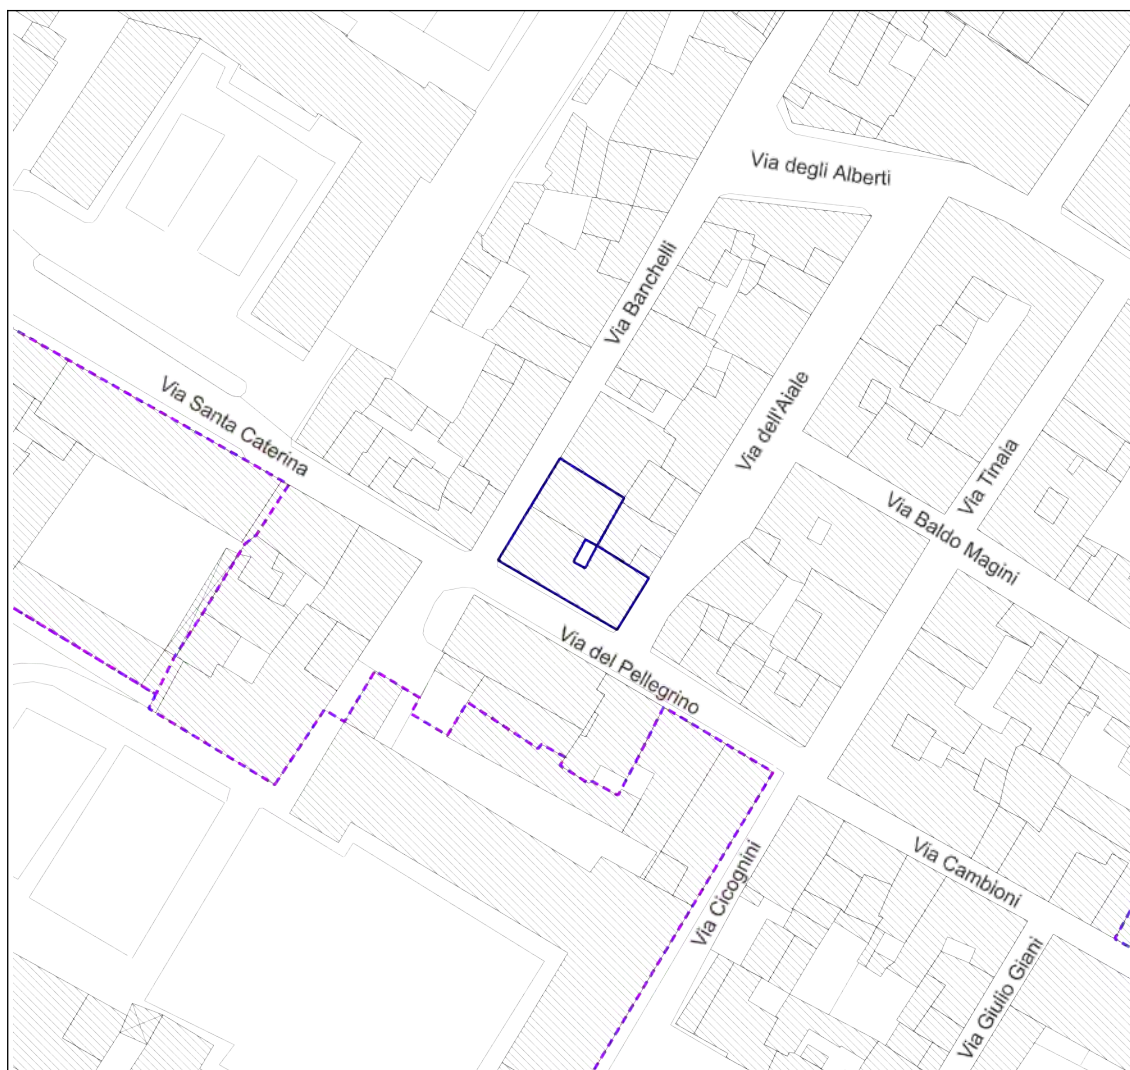 Via degli Alberti
Via Banchelli
Via Santa Caterina
Via dell'Aiale
Via Tinaia
Via Baldo Magini
Via del Pellegrino
Via Cicognini
Via Cambioni
Via Giulio Giani